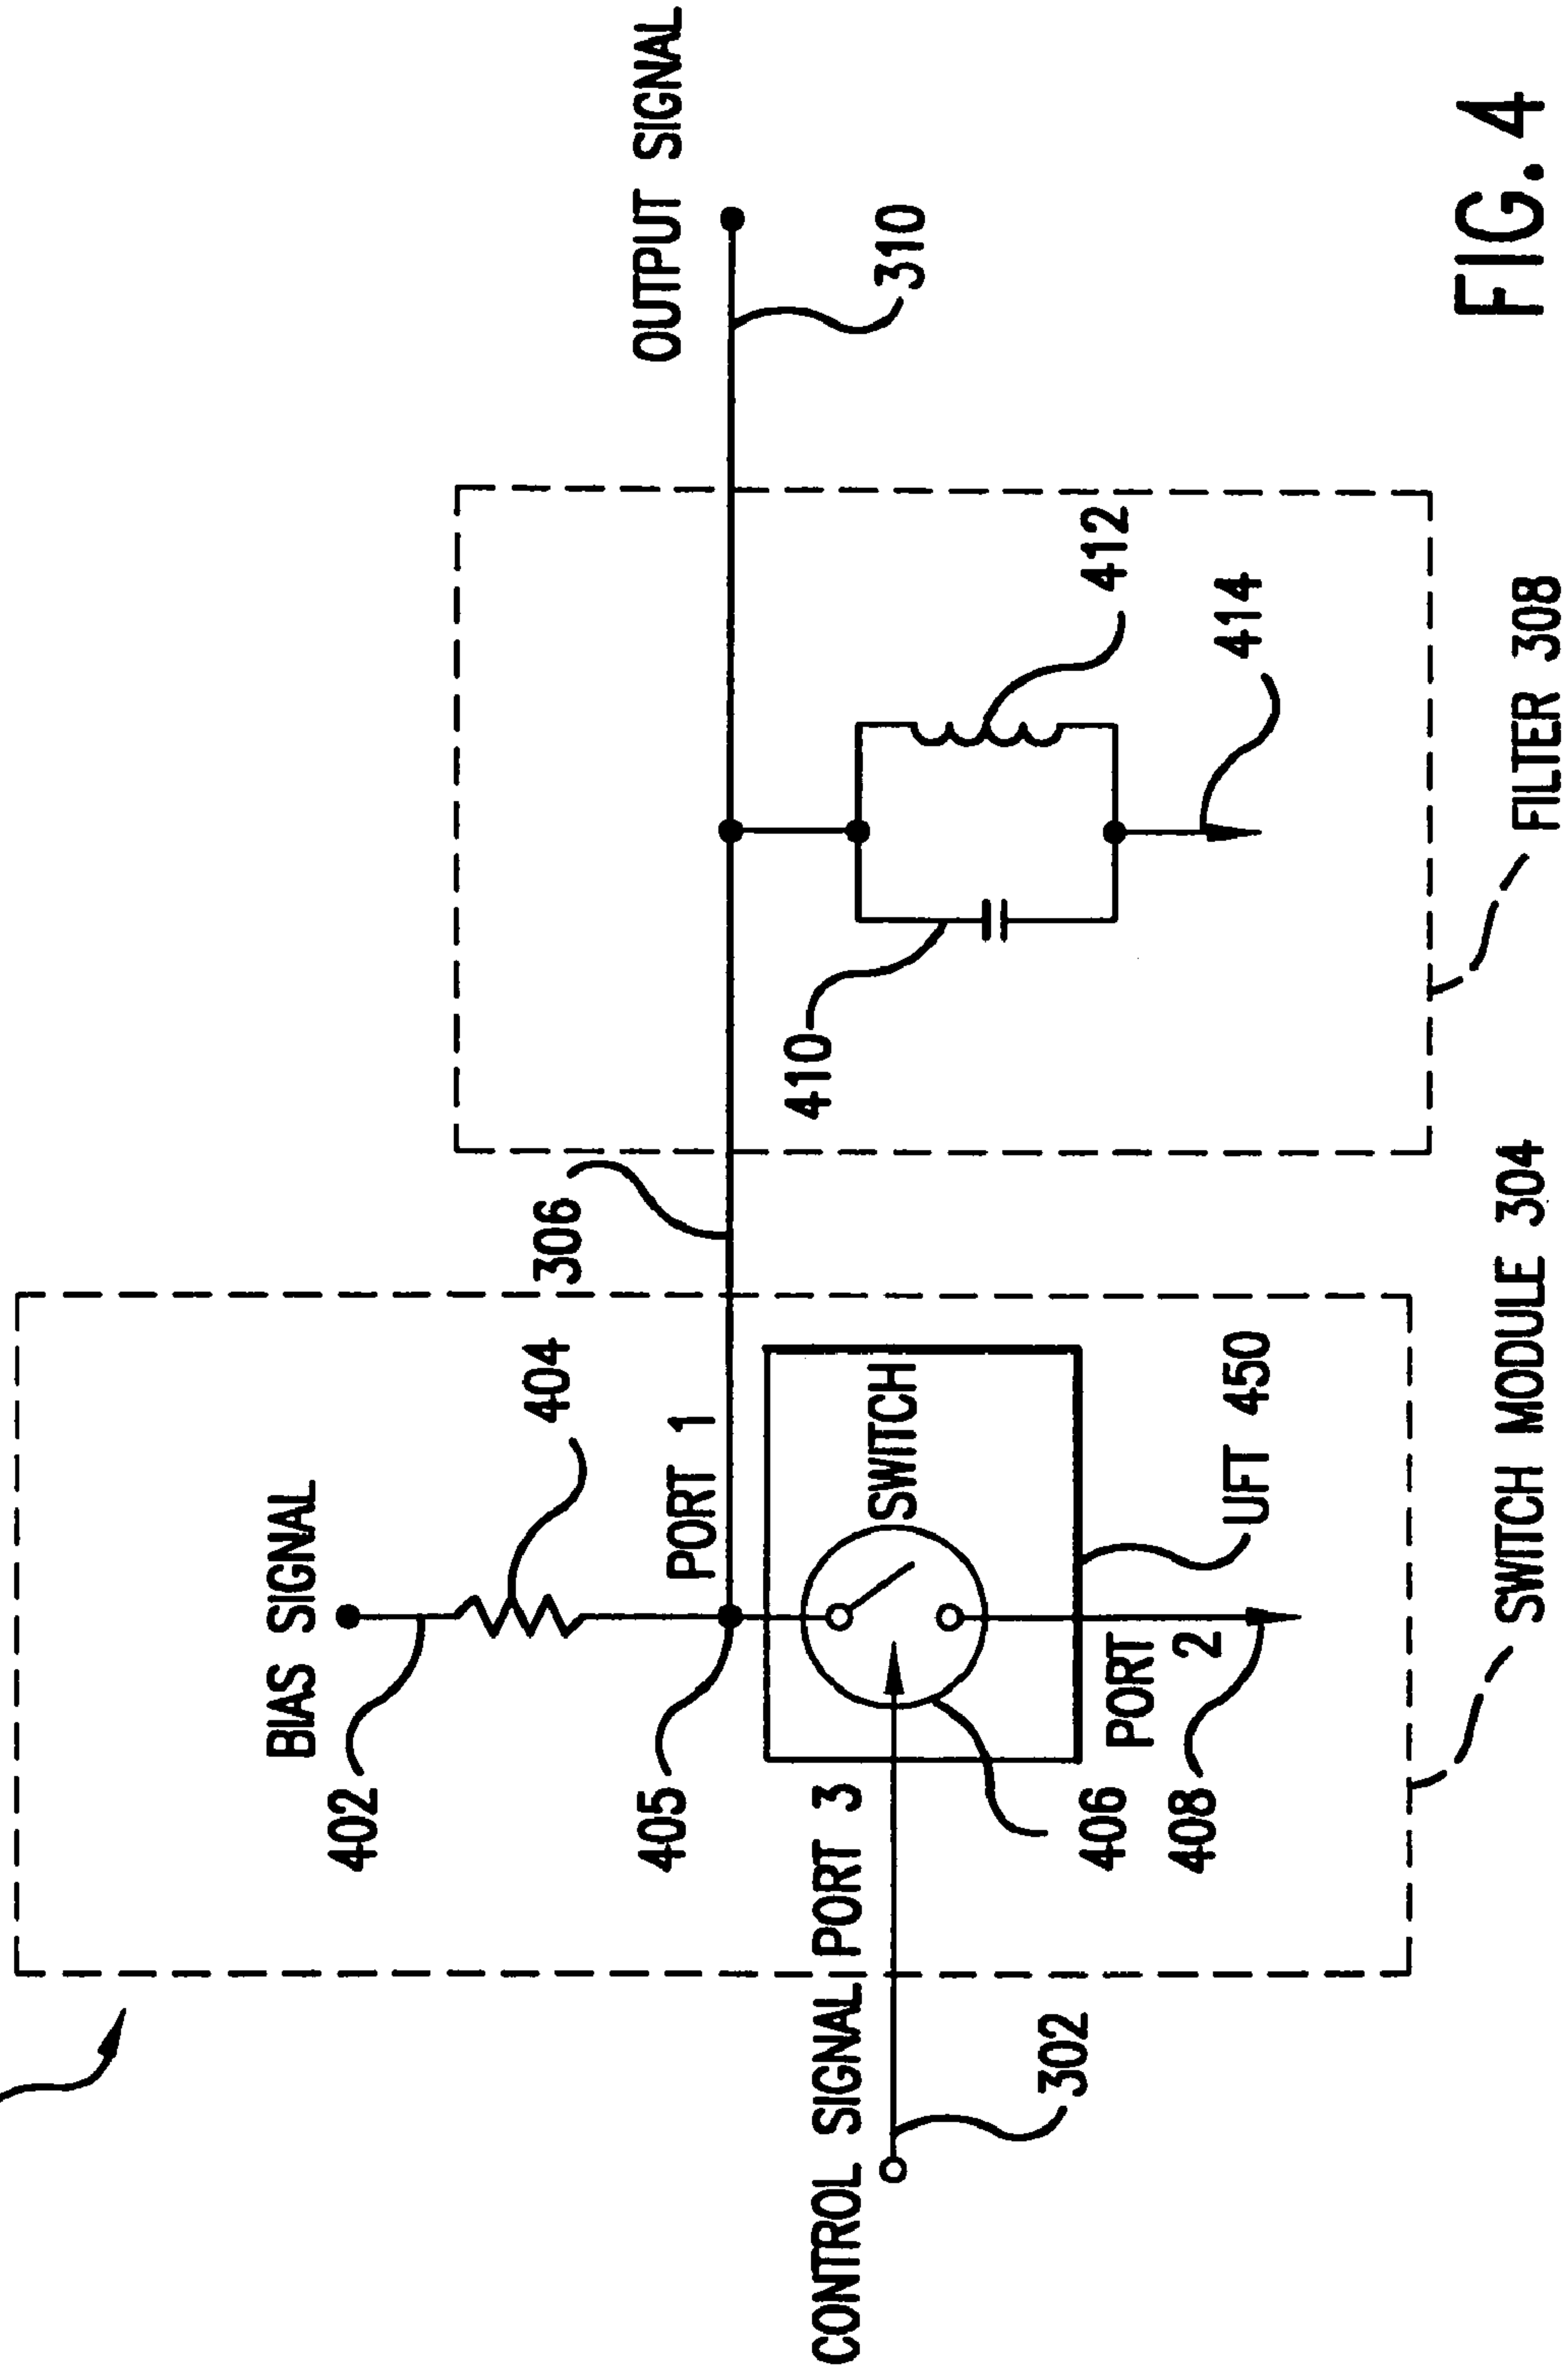 BIAS SIGNAL
402
404
OUTPUT SIGNAL
306
405
PORT 1
310
CONTROL SIGNAL
PORT 3
SWITCH
410
302
406
PORT
2
408
UFT 450
412
414
SWITCH MODULE 304
FILTER 308
FIG. 4